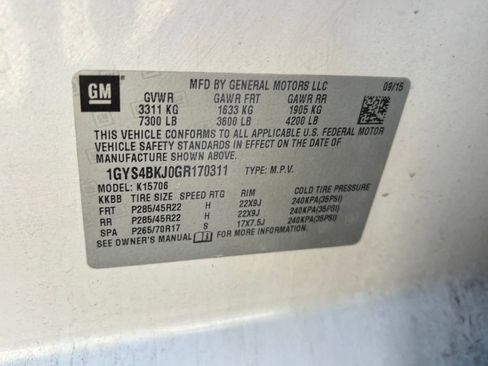 GM
MFD BY GENERAL MOTORS LLC 09/15
GVWR GAWR FRT GAWR RR
3311 KG 1633 KG 1905 KG
7300 LB 3600 LB 4200 LB
THIS VEHICLE CONFORMS TO ALL APPLICABLE U.S. FEDERAL MOTOR
VEHICLE SAFETY STANDARDS IN EFFECT ON THE DATE OF
MANUFACTURE SHOWN ABOVE.
1GYS4BKJ0GR170311 TYPE: M.P.V.
MODEL: K15706
KKBB TIRE SIZE SPEED RTG RIM COLD TIRE PRESSURE
FRT P285/45R22 H 22X9J 240KPA(35PSI)
RR P285/45R22 H 22X9J 240KPA(35PSI)
SPA P265/70R17 S 17X7.5J 240KPA(35PSI)
SEE OWNER'S MANUAL FOR MORE INFORMATION.